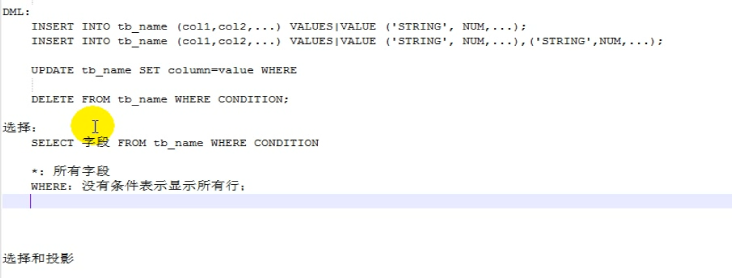 DML:
INSERT INTO tb_name (col1,col2,...) VALUES|VALUE ('STRING', NUM,...);
INSERT INTO tb_name (col1,col2,...) VALUES|VALUE ('STRING', NUM,...),('STRING',NUM,...);
UPDATE tb_name SET column=value WHERE
DELETE FROM tb_name WHERE CONDITION;
选择:
SELECT 字段 FROM tb_name WHERE CONDITION
*: 所有字段
WHERE: 没有条件表示显示所有行;
选择和投影